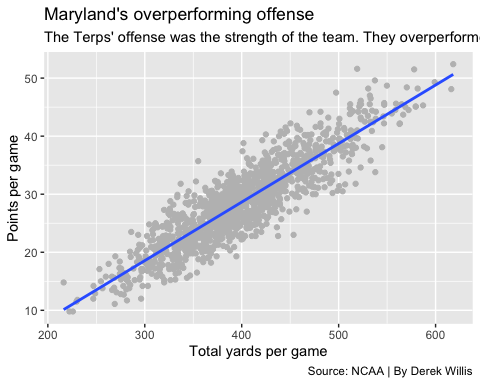 Maryland's overperforming offense
The Terps' offense was the strength of the team. They overperforme
50
40
30
20
10
Points per game
200 300 400 500 600
Total yards per game
Source: NCAA | By Derek Willis